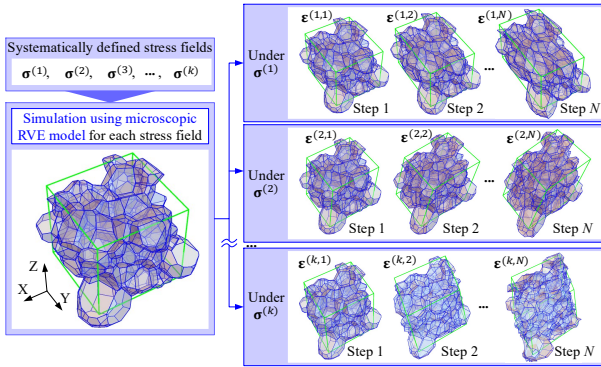 Systematically defined stress fields
σ⁽¹⁾, σ⁽²⁾, σ⁽³⁾, ..., σ⁽ᵏ⁾
Simulation using microscopic
RVE model for each stress field
Z
X
Y
Under
σ⁽¹⁾
ε⁽¹,¹⁾
ε⁽¹,²⁾
ε⁽¹,ᴺ⁾
...
Step 1
Step 2
Step N
Under
σ⁽²⁾
ε⁽²,¹⁾
ε⁽²,²⁾
ε⁽²,ᴺ⁾
...
Step 1
Step 2
Step N
...
Under
σ⁽ᵏ⁾
ε⁽ᵏ,¹⁾
ε⁽ᵏ,²⁾
ε⁽ᵏ,ᴺ⁾
...
Step 1
Step 2
Step N